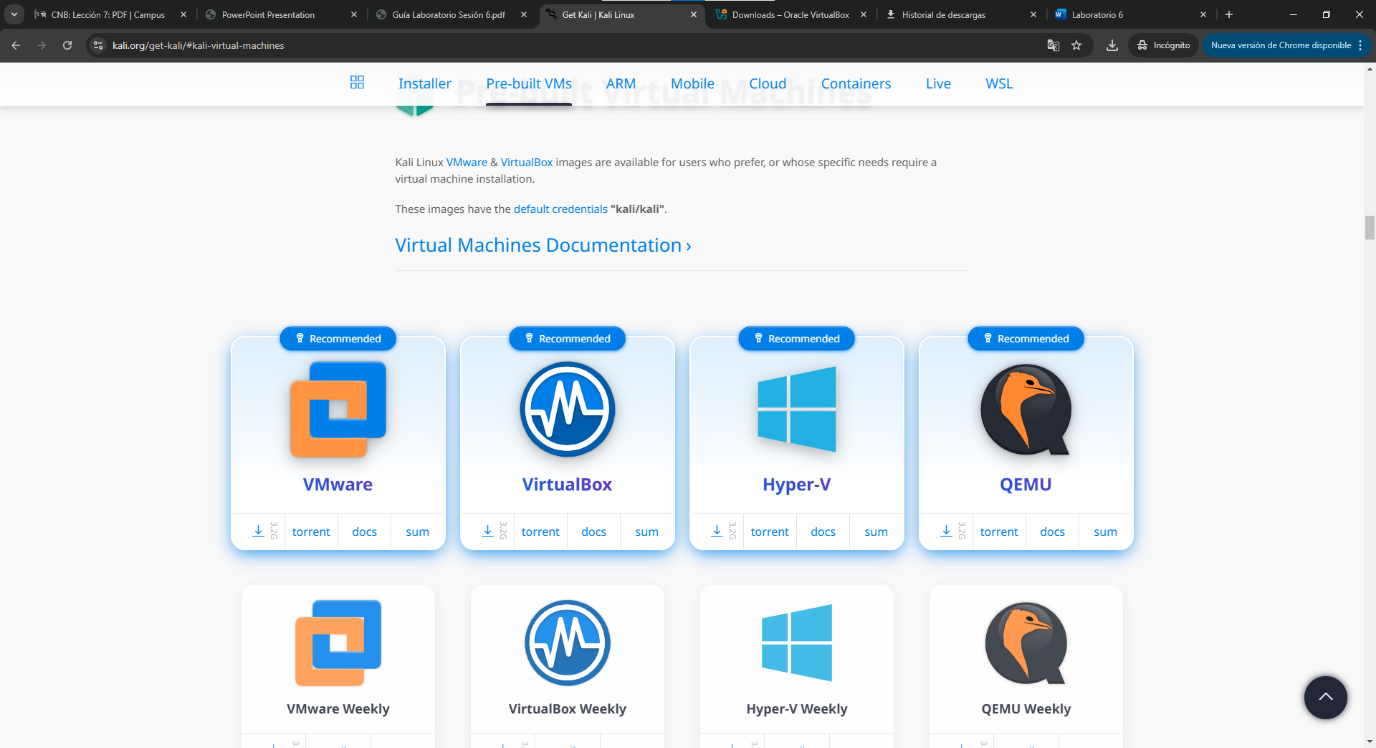 CNB: Lección 7: PDF | Campus
PowerPoint Presentation
Guía Laboratorio Sesión 6.pdf
Get Kali | Kali Linux
Downloads – Oracle VirtualBox
Historial de descargas
Laboratorio 6
kali.org/get-kali/#kali-virtual-machines
Incógnito
Nueva versión de Chrome disponible
Installer
Pre-built VMs
ARM
Mobile
Cloud
Containers
Live
WSL
Pre-built Virtual Machines
Kali Linux VMware & VirtualBox images are available for users who prefer, or whose specific needs require a
virtual machine installation.
These images have the default credentials "kali/kali".
Virtual Machines Documentation ›
Recommended
Recommended
Recommended
Recommended
VMware
VirtualBox
Hyper-V
QEMU
3.2G torrent docs sum
3.2G torrent docs sum
3.2G torrent docs sum
3.2G torrent docs sum
VMware Weekly
VirtualBox Weekly
Hyper-V Weekly
QEMU Weekly